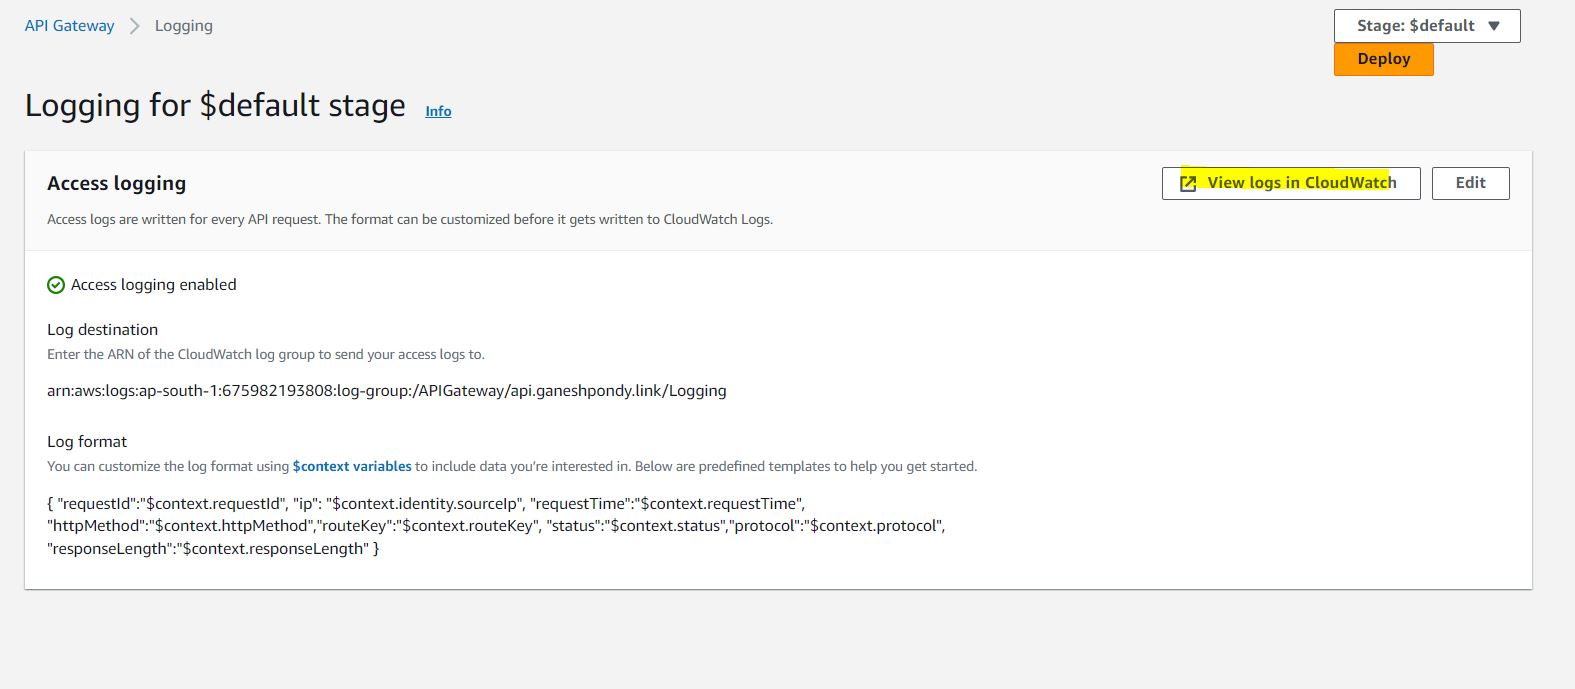 API Gateway Logging
Stage: $default
Deploy
Logging for $default stage Info
Access logging
View logs in CloudWatch
Edit
Access logs are written for every API request. The format can be customized before it gets written to CloudWatch Logs.
Access logging enabled
Log destination
Enter the ARN of the CloudWatch log group to send your access logs to.
arn:aws:logs:ap-south-1:675982193808:log-group:/APIGateway/api.ganeshpondy.link/Logging
Log format
You can customize the log format using $context variables to include data you're interested in. Below are predefined templates to help you get started.
{ "requestId":"$context.requestId", "ip": "$context.identity.sourceIp", "requestTime":"$context.requestTime",
"httpMethod":"$context.httpMethod","routeKey":"$context.routeKey", "status":"$context.status","protocol":"$context.protocol",
"responseLength":"$context.responseLength" }